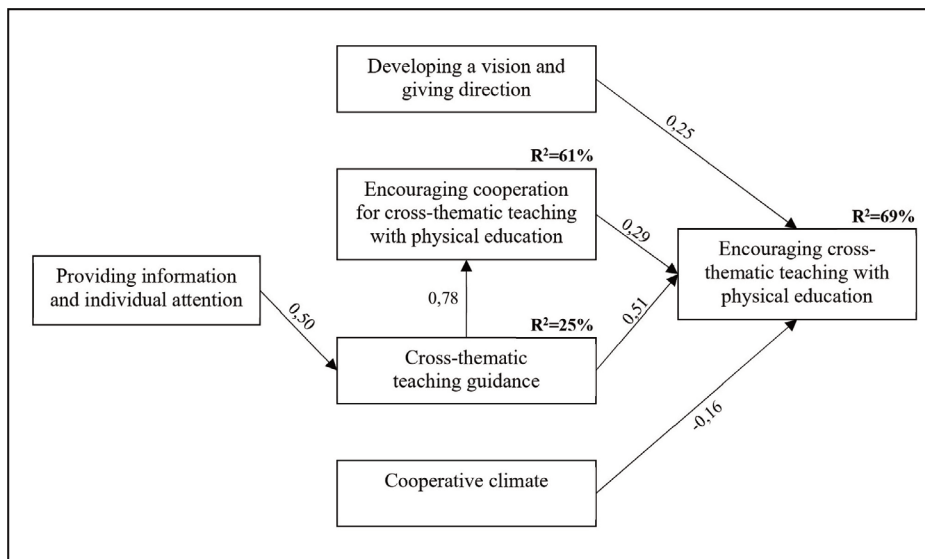 Developing a vision and
giving direction
0,25
R²=61%
Encouraging cooperation
for cross-thematic teaching
with physical education
0,29
R²=69%
Encouraging cross-
thematic teaching with
physical education
Providing information
and individual attention
0,50
0,78
R²=25%
Cross-thematic
teaching guidance
0,51
Cooperative climate
-0,16